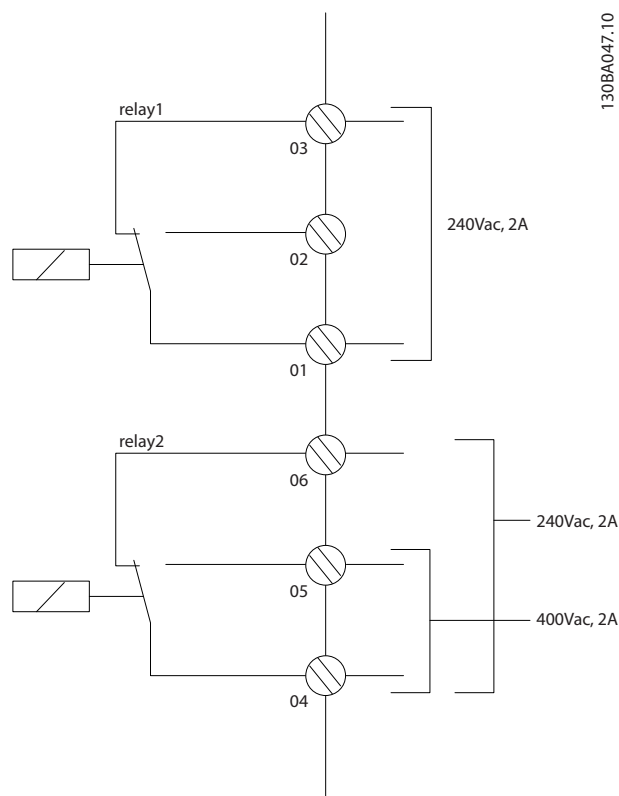 130BA047.10
relay1
03
240Vac, 2A
02
01
relay2
06
240Vac, 2A
05
400Vac, 2A
04